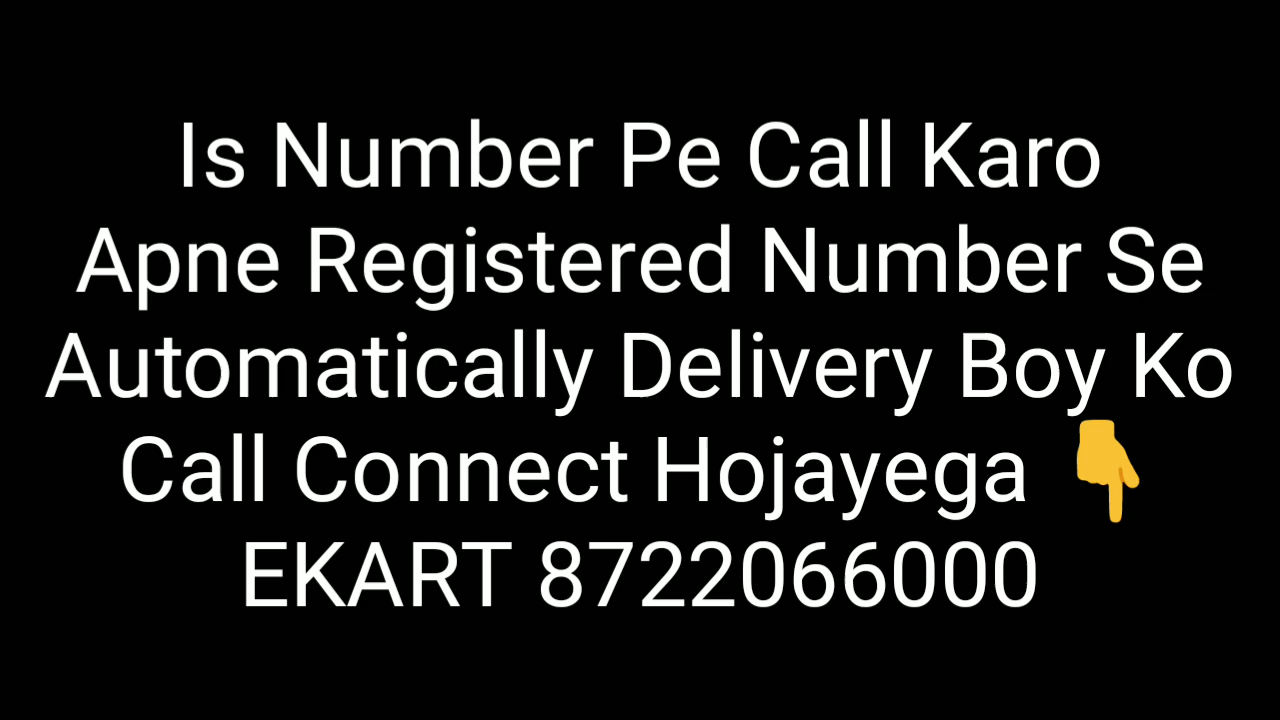 Is Number Pe Call Karo
Apne Registered Number Se
Automatically Delivery Boy Ko
Call Connect Hojayega 👇
EKART 8722066000